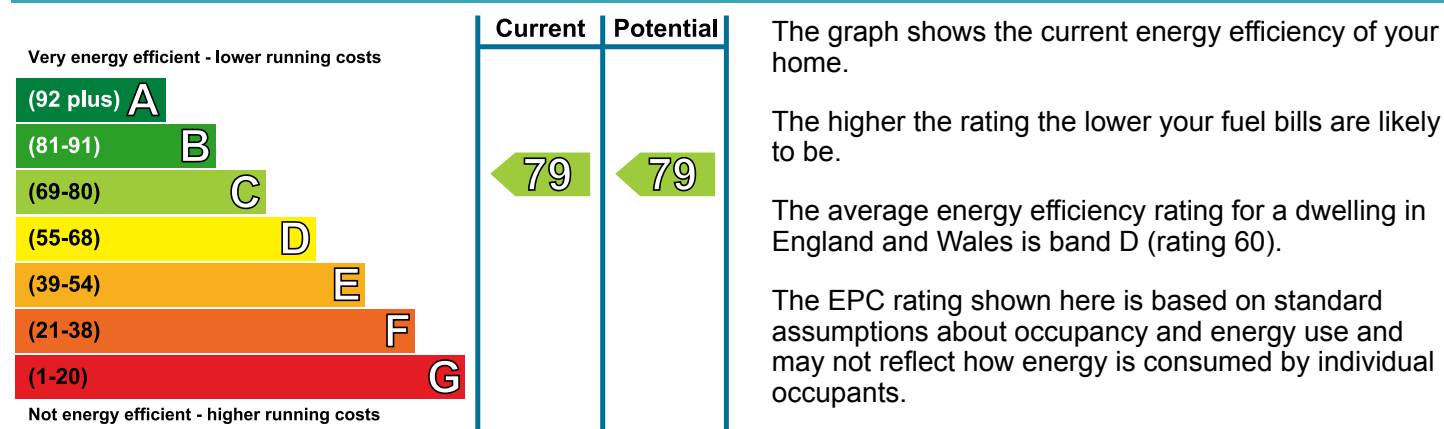 Current Potential
Very energy efficient - lower running costs
(92 plus) A
(81-91) B
(69-80) C
(55-68) D
(39-54) E
(21-38) F
(1-20) G
Not energy efficient - higher running costs
79 79
The graph shows the current energy efficiency of your
home.
The higher the rating the lower your fuel bills are likely
to be.
The average energy efficiency rating for a dwelling in
England and Wales is band D (rating 60).
The EPC rating shown here is based on standard
assumptions about occupancy and energy use and
may not reflect how energy is consumed by individual
occupants.